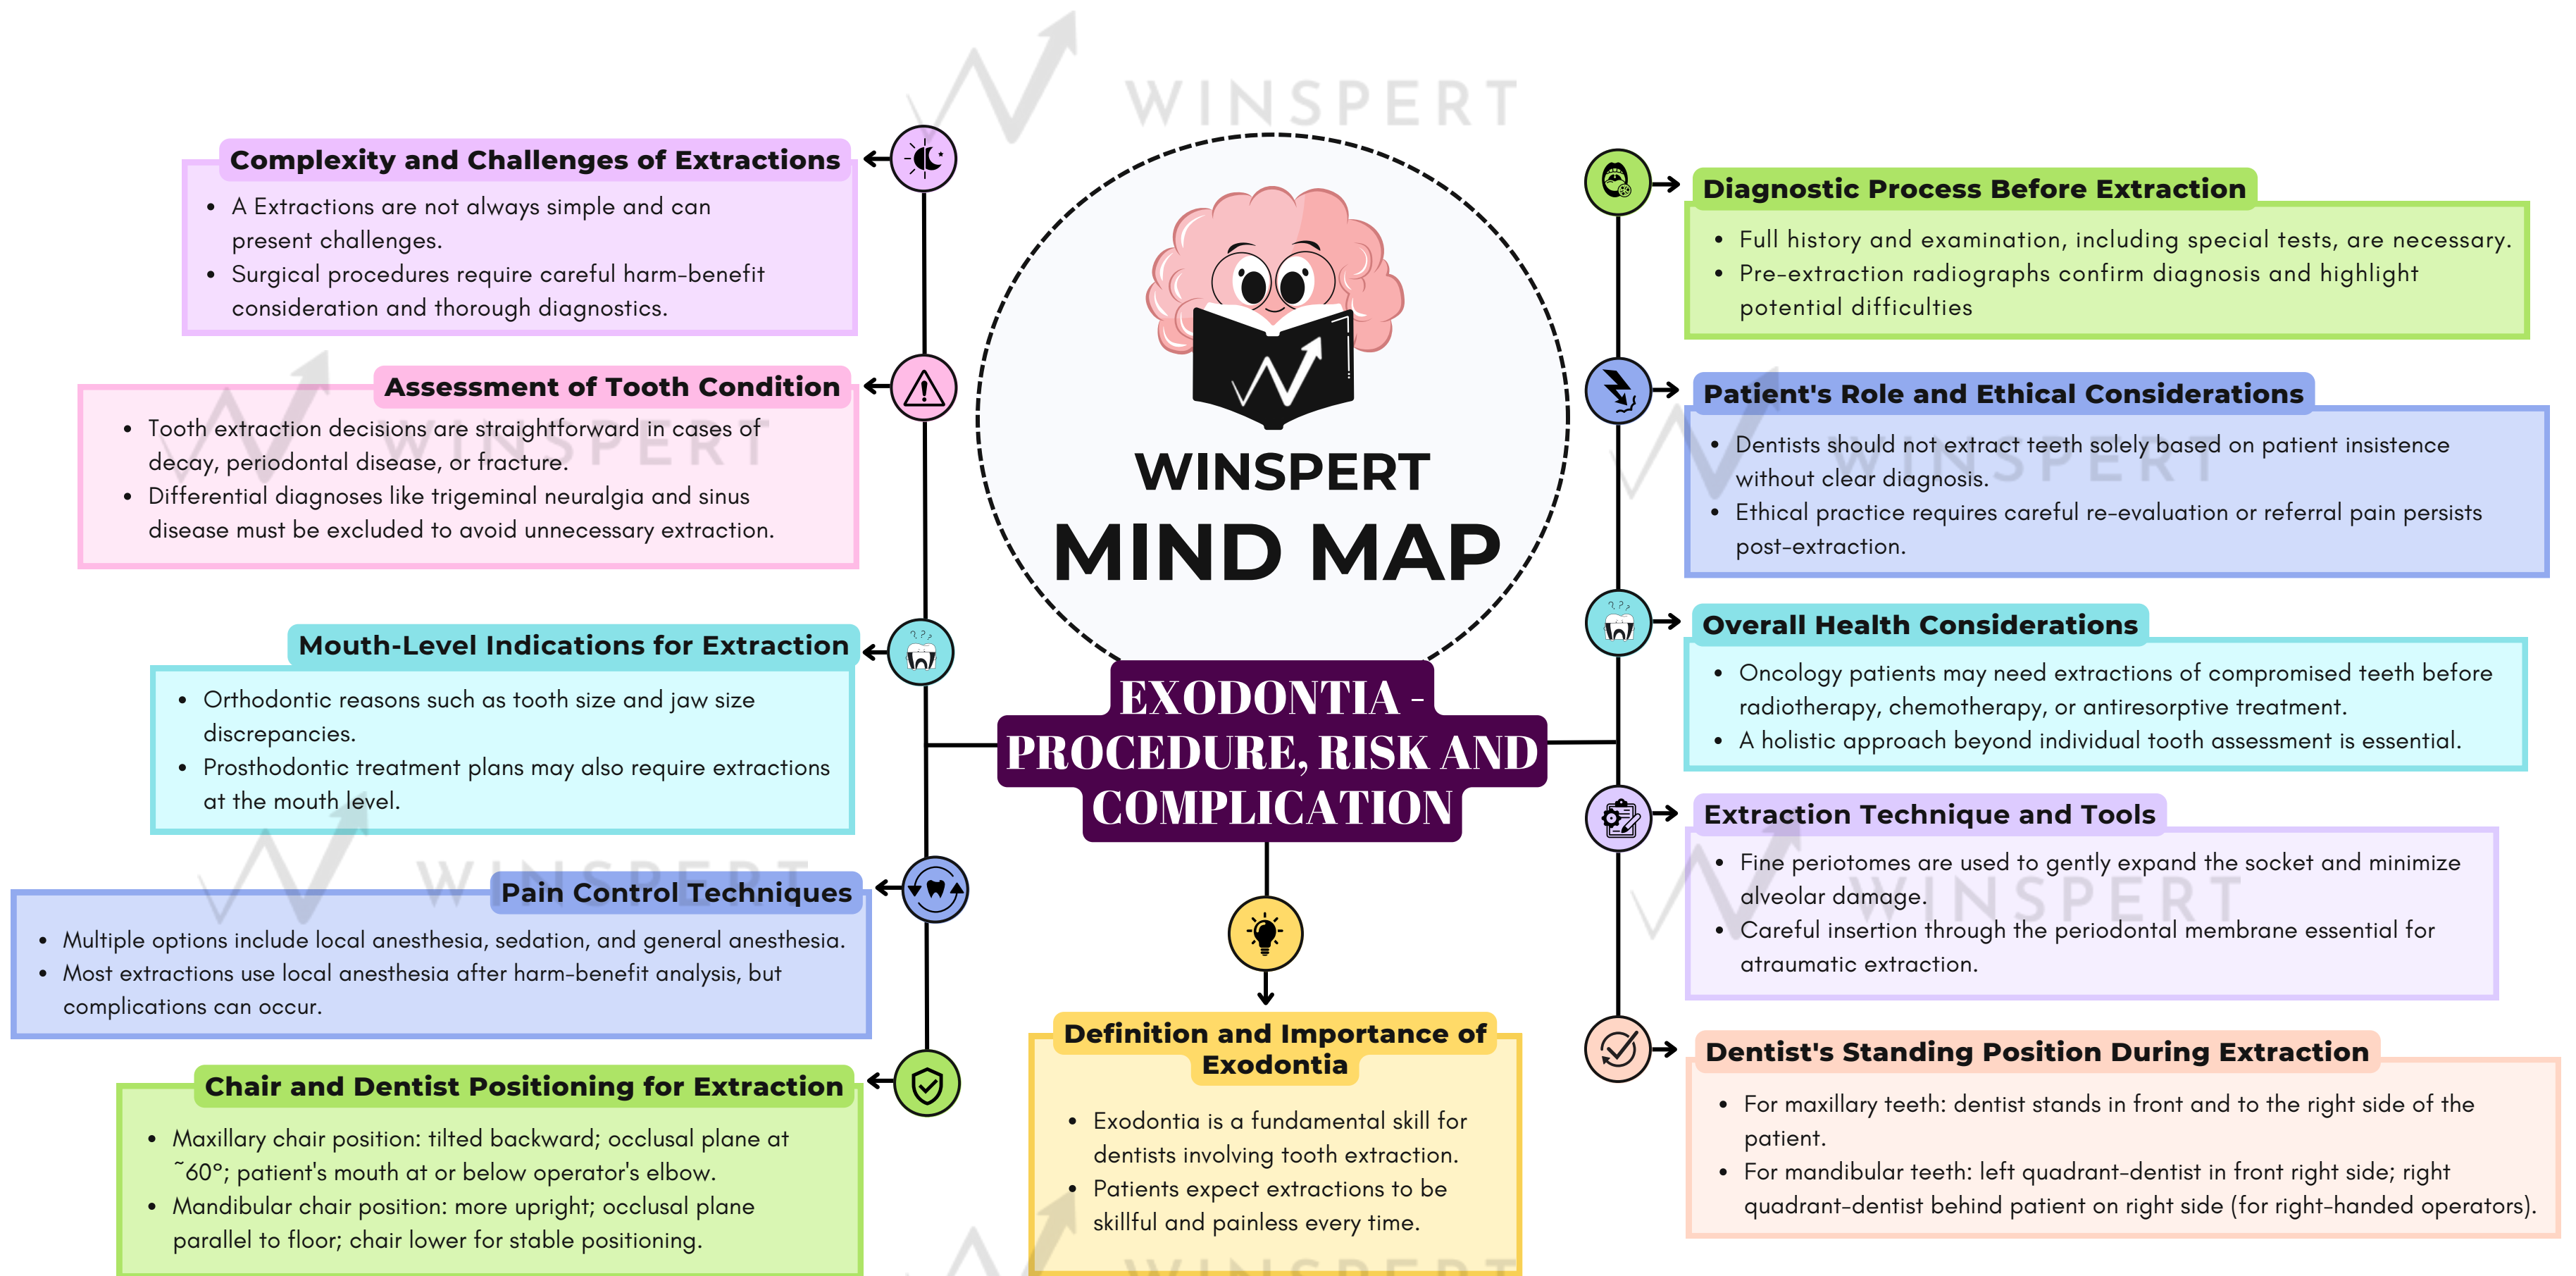 WINSPERT
Complexity and Challenges of Extractions
A Extractions are not always simple and can
present challenges.
Surgical procedures require careful harm-benefit
consideration and thorough diagnostics.
Assessment of Tooth Condition
Tooth extraction decisions are straightforward in cases of
decay, periodontal disease, or fracture.
Differential diagnoses like trigeminal neuralgia and sinus
disease must be excluded to avoid unnecessary extraction.
WINSPERT
Mouth-Level Indications for Extraction
Orthodontic reasons such as tooth size and jaw size
discrepancies.
Prosthodontic treatment plans may also require extractions
at the mouth level.
WINSPERT
Pain Control Techniques
Multiple options include local anesthesia, sedation, and general anesthesia.
Most extractions use local anesthesia after harm-benefit analysis, but
complications can occur.
Chair and Dentist Positioning for Extraction
Maxillary chair position: tilted backward; occlusal plane at
~60°; patient's mouth at or below operator's elbow.
Mandibular chair position: more upright; occlusal plane
parallel to floor; chair lower for stable positioning.
WINSPERT
MIND MAP
EXODONTIA -
PROCEDURE, RISK AND
COMPLICATION
Definition and Importance of
Exodontia
Exodontia is a fundamental skill for
dentists involving tooth extraction.
Patients expect extractions to be
skillful and painless every time.
WINSPERT
Diagnostic Process Before Extraction
Full history and examination, including special tests, are necessary.
Pre-extraction radiographs confirm diagnosis and highlight
potential difficulties
Patient's Role and Ethical Considerations
Dentists should not extract teeth solely based on patient insistence
without clear diagnosis.
Ethical practice requires careful re-evaluation or referral pain persists
post-extraction.
WINSPERT
Overall Health Considerations
Oncology patients may need extractions of compromised teeth before
radiotherapy, chemotherapy, or antiresorptive treatment.
A holistic approach beyond individual tooth assessment is essential.
Extraction Technique and Tools
Fine periotomes are used to gently expand the socket and minimize
alveolar damage.
Careful insertion through the periodontal membrane essential for
atraumatic extraction.
WINSPERT
Dentist's Standing Position During Extraction
For maxillary teeth: dentist stands in front and to the right side of the
patient.
For mandibular teeth: left quadrant-dentist in front right side; right
quadrant-dentist behind patient on right side (for right-handed operators).